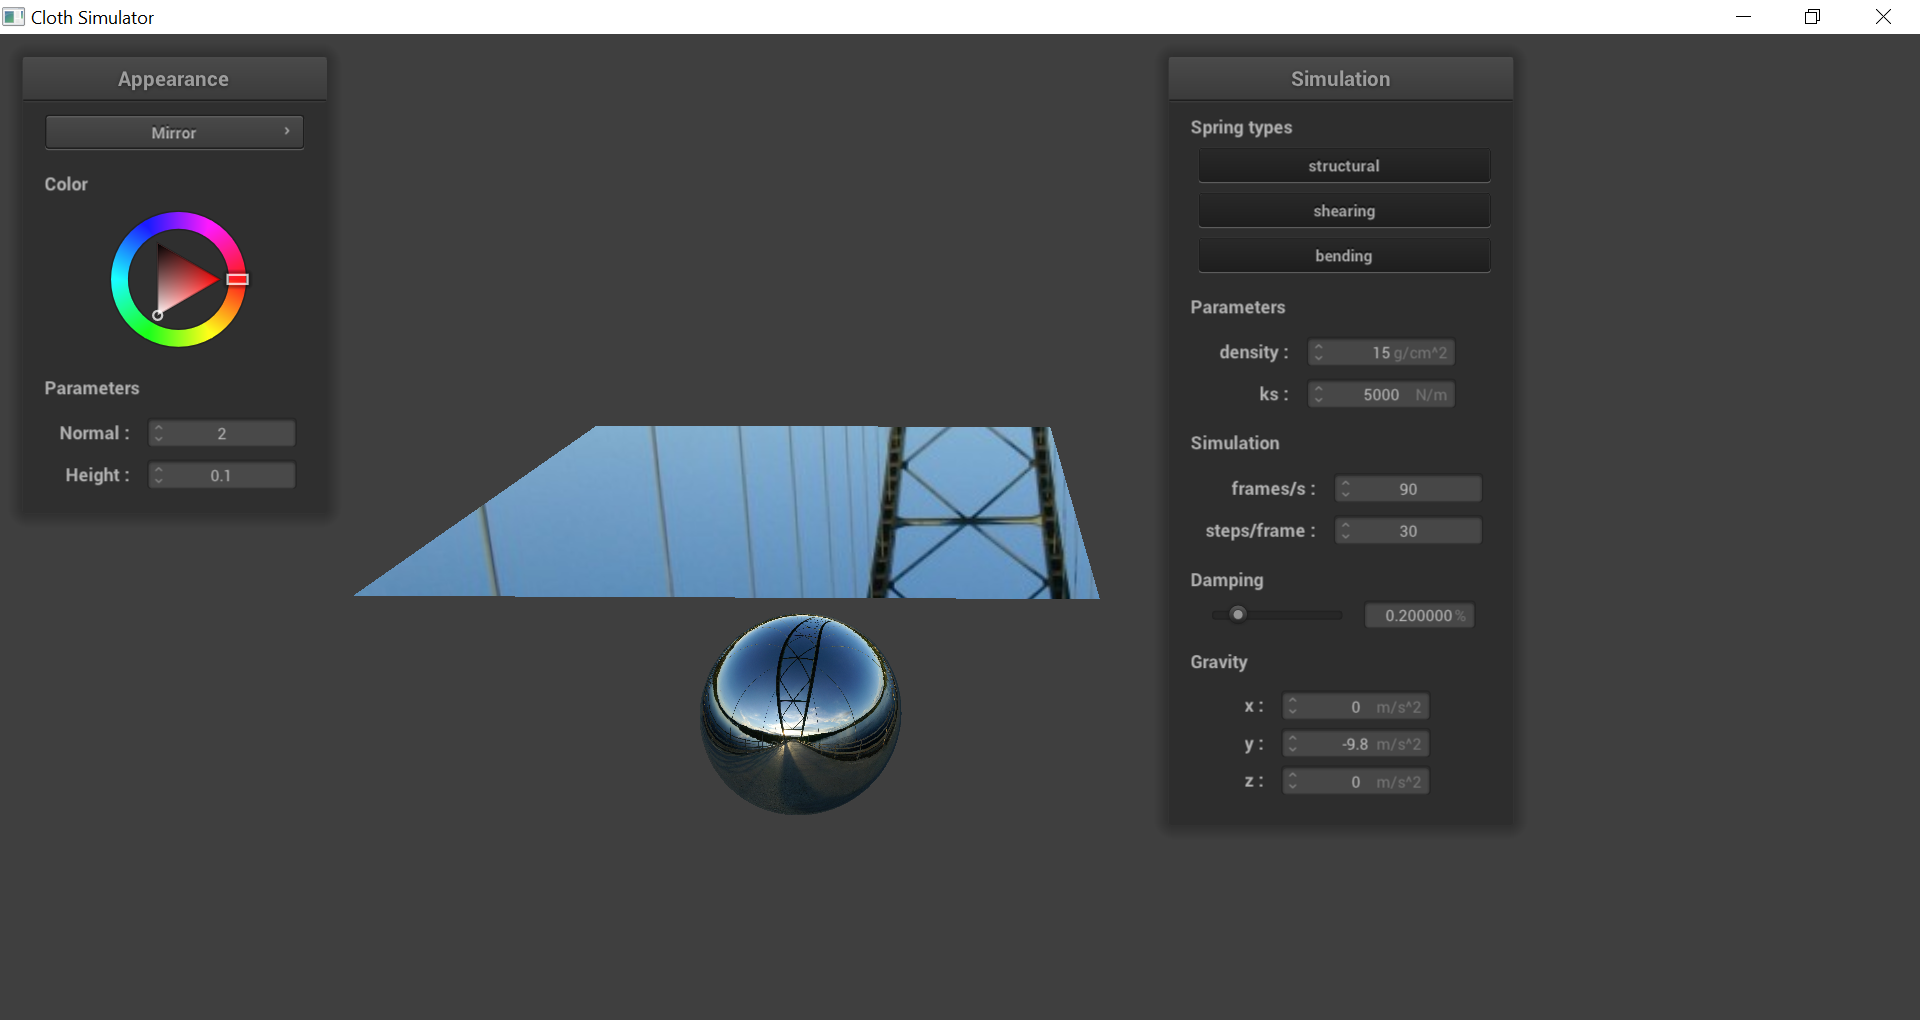 Cloth Simulator
Appearance
Mirror
Color
Parameters
Normal : 2
Height : 0.1
Simulation
Spring types
structural
shearing
bending
Parameters
density : 15 g/cm^2
ks : 5000 N/m
Simulation
frames/s : 90
steps/frame : 30
Damping
0.200000 %
Gravity
x : 0 m/s^2
y : -9.8 m/s^2
z : 0 m/s^2